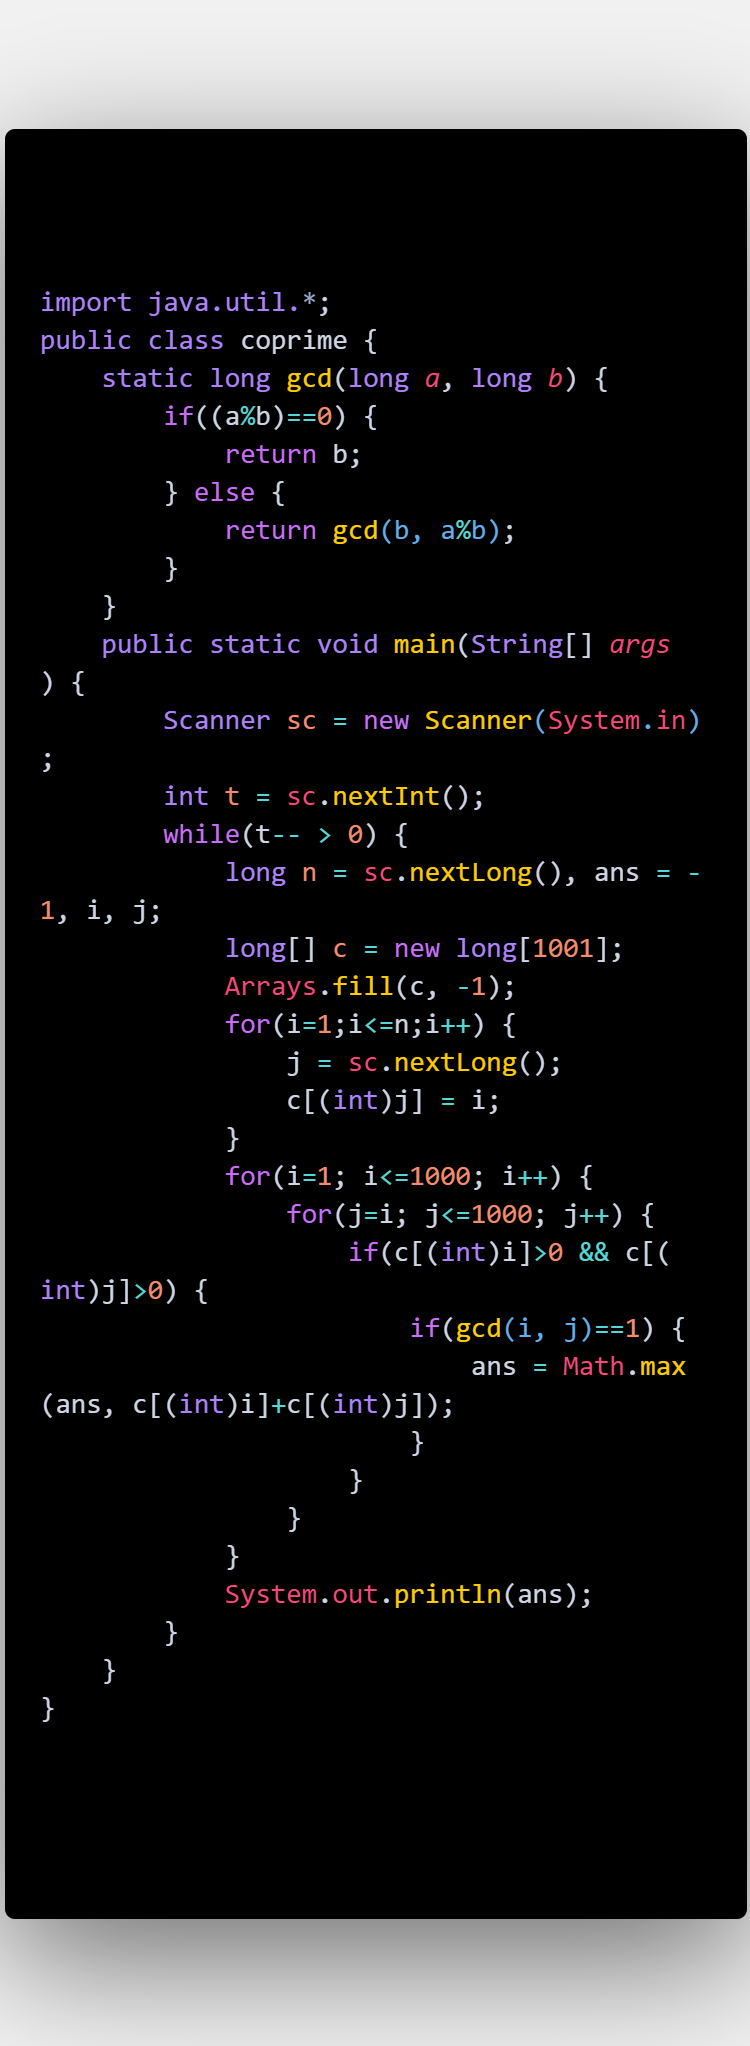 import java.util.*;
public class coprime {
    static long gcd(long a, long b) {
        if((a%b)==0) {
            return b;
        } else {
            return gcd(b, a%b);
        }
    }
    public static void main(String[] args
) {
        Scanner sc = new Scanner(System.in)
;
        int t = sc.nextInt();
        while(t-- > 0) {
            long n = sc.nextLong(), ans = -
1, i, j;
            long[] c = new long[1001];
            Arrays.fill(c, -1);
            for(i=1;i<=n;i++) {
                j = sc.nextLong();
                c[(int)j] = i;
            }
            for(i=1; i<=1000; i++) {
                for(j=i; j<=1000; j++) {
                    if(c[(int)i]>0 && c[(
int)j]>0) {
                        if(gcd(i, j)==1) {
                            ans = Math.max
(ans, c[(int)i]+c[(int)j]);
                        }
                    }
                }
            }
            System.out.println(ans);
        }
    }
}